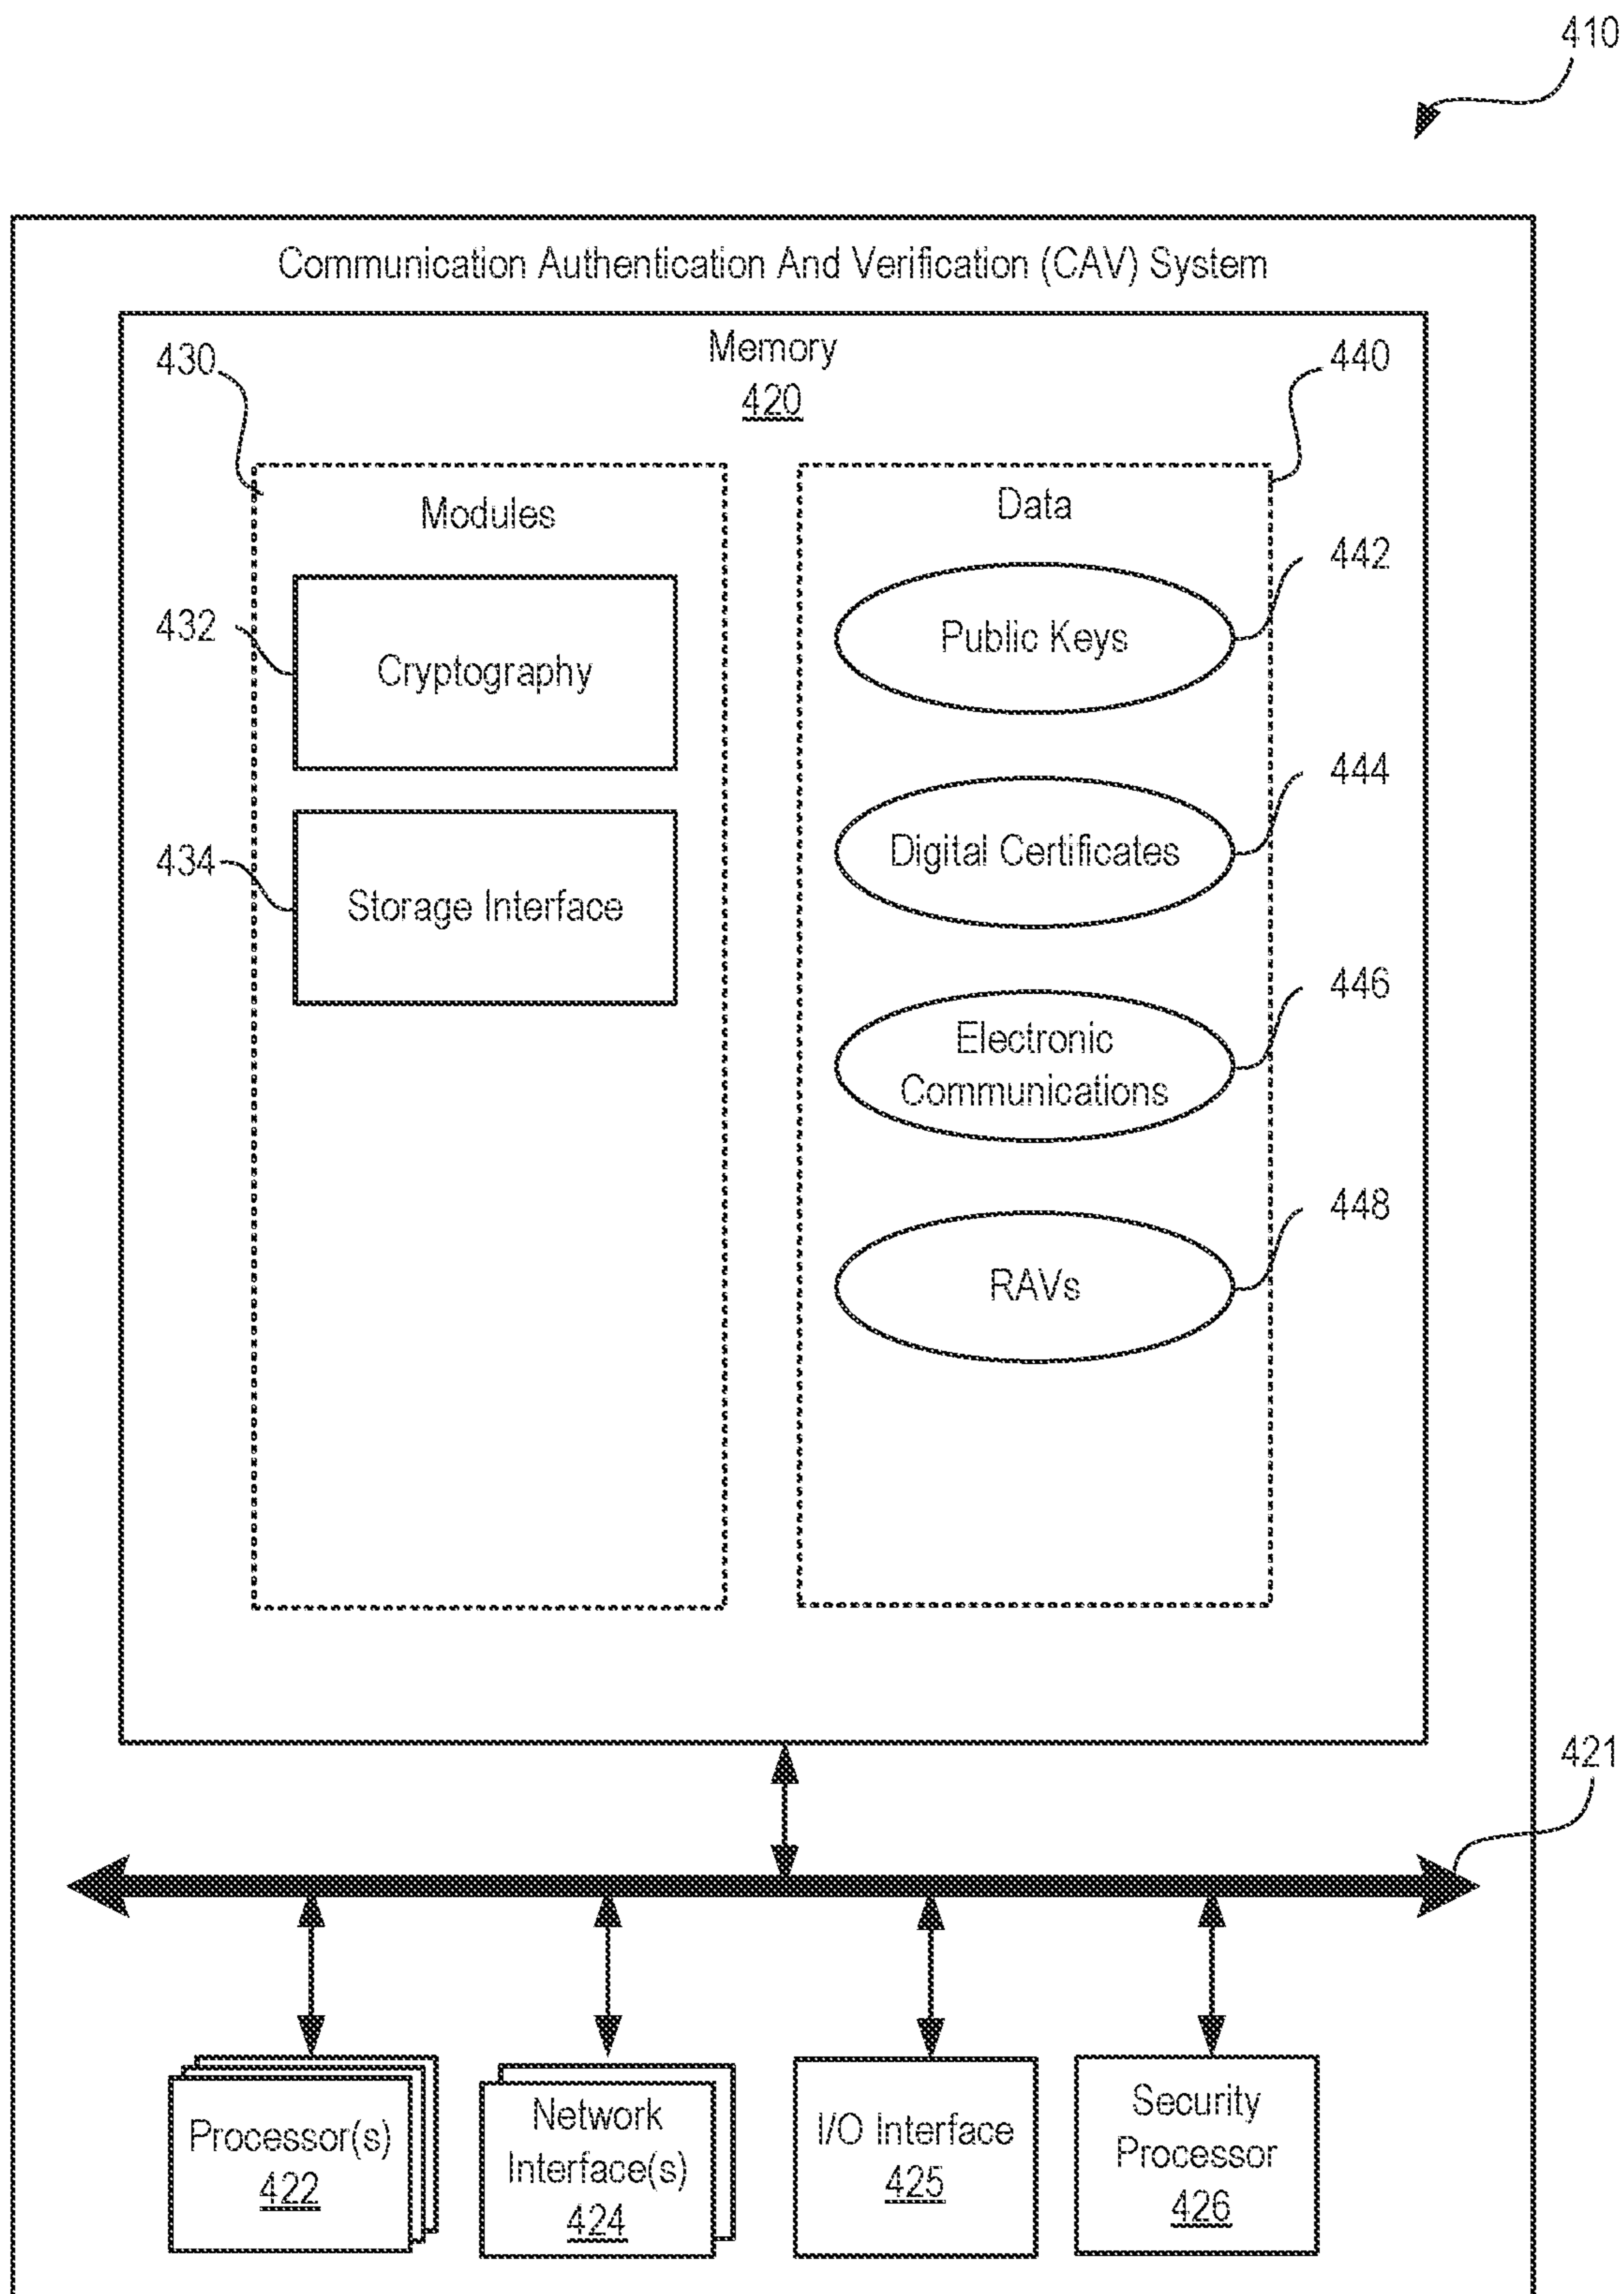 410
Communication Authentication And Verification (CAV) System
Memory
420
430
440
Modules
Data
432
Cryptography
434
Storage Interface
442
Public Keys
444
Digital Certificates
446
Electronic
Communications
448
RAVs
421
Processor(s)
422
Network
Interface(s)
424
I/O Interface
425
Security
Processor
426